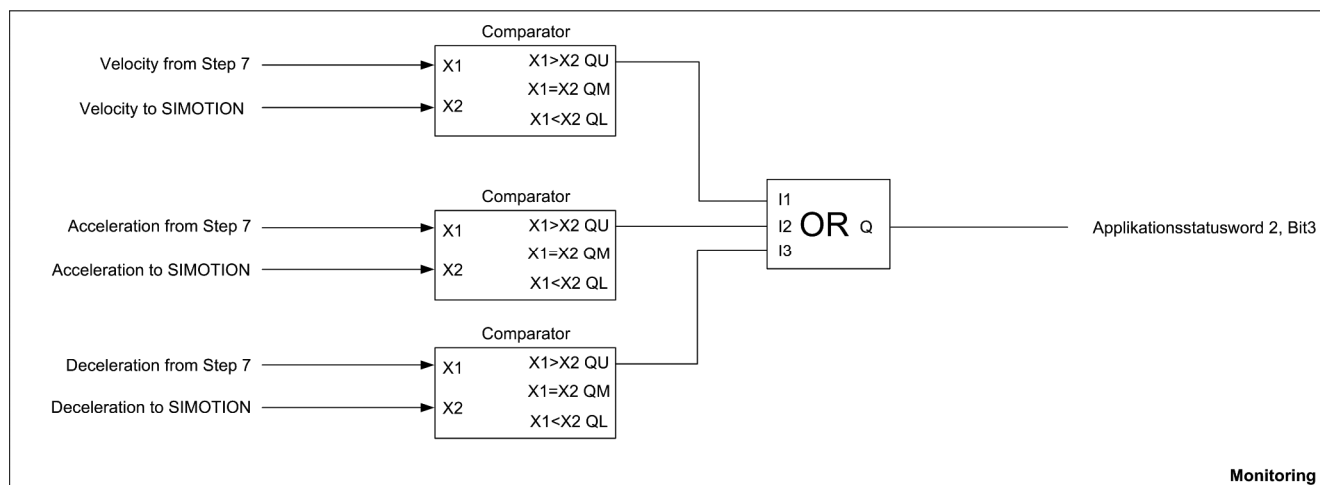 Comparator
Velocity from Step 7
X1
X1>X2 QU
X1=X2 QM
Velocity to SIMOTION
X2
X1<X2 QL
Comparator
Acceleration from Step 7
X1
X1>X2 QU
X1=X2 QM
Acceleration to SIMOTION
X2
X1<X2 QL
Comparator
Deceleration from Step 7
X1
X1>X2 QU
X1=X2 QM
Deceleration to SIMOTION
X2
X1<X2 QL
I1
I2
I3
OR
Q
Applikationsstatusword 2, Bit3
Monitoring